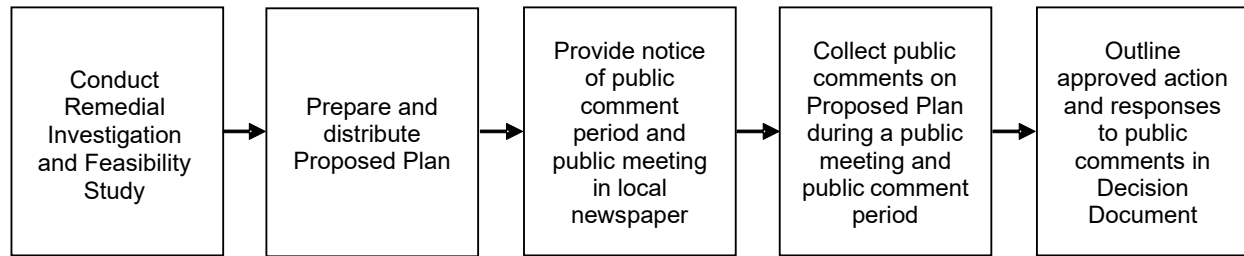 Conduct
Remedial
Investigation
and Feasibility
Study
Prepare and
distribute
Proposed Plan
Provide notice
of public
comment
period and
public meeting
in local
newspaper
Collect public
comments on
Proposed Plan
during a public
meeting and
public comment
period
Outline
approved action
and responses
to public
comments in
Decision
Document